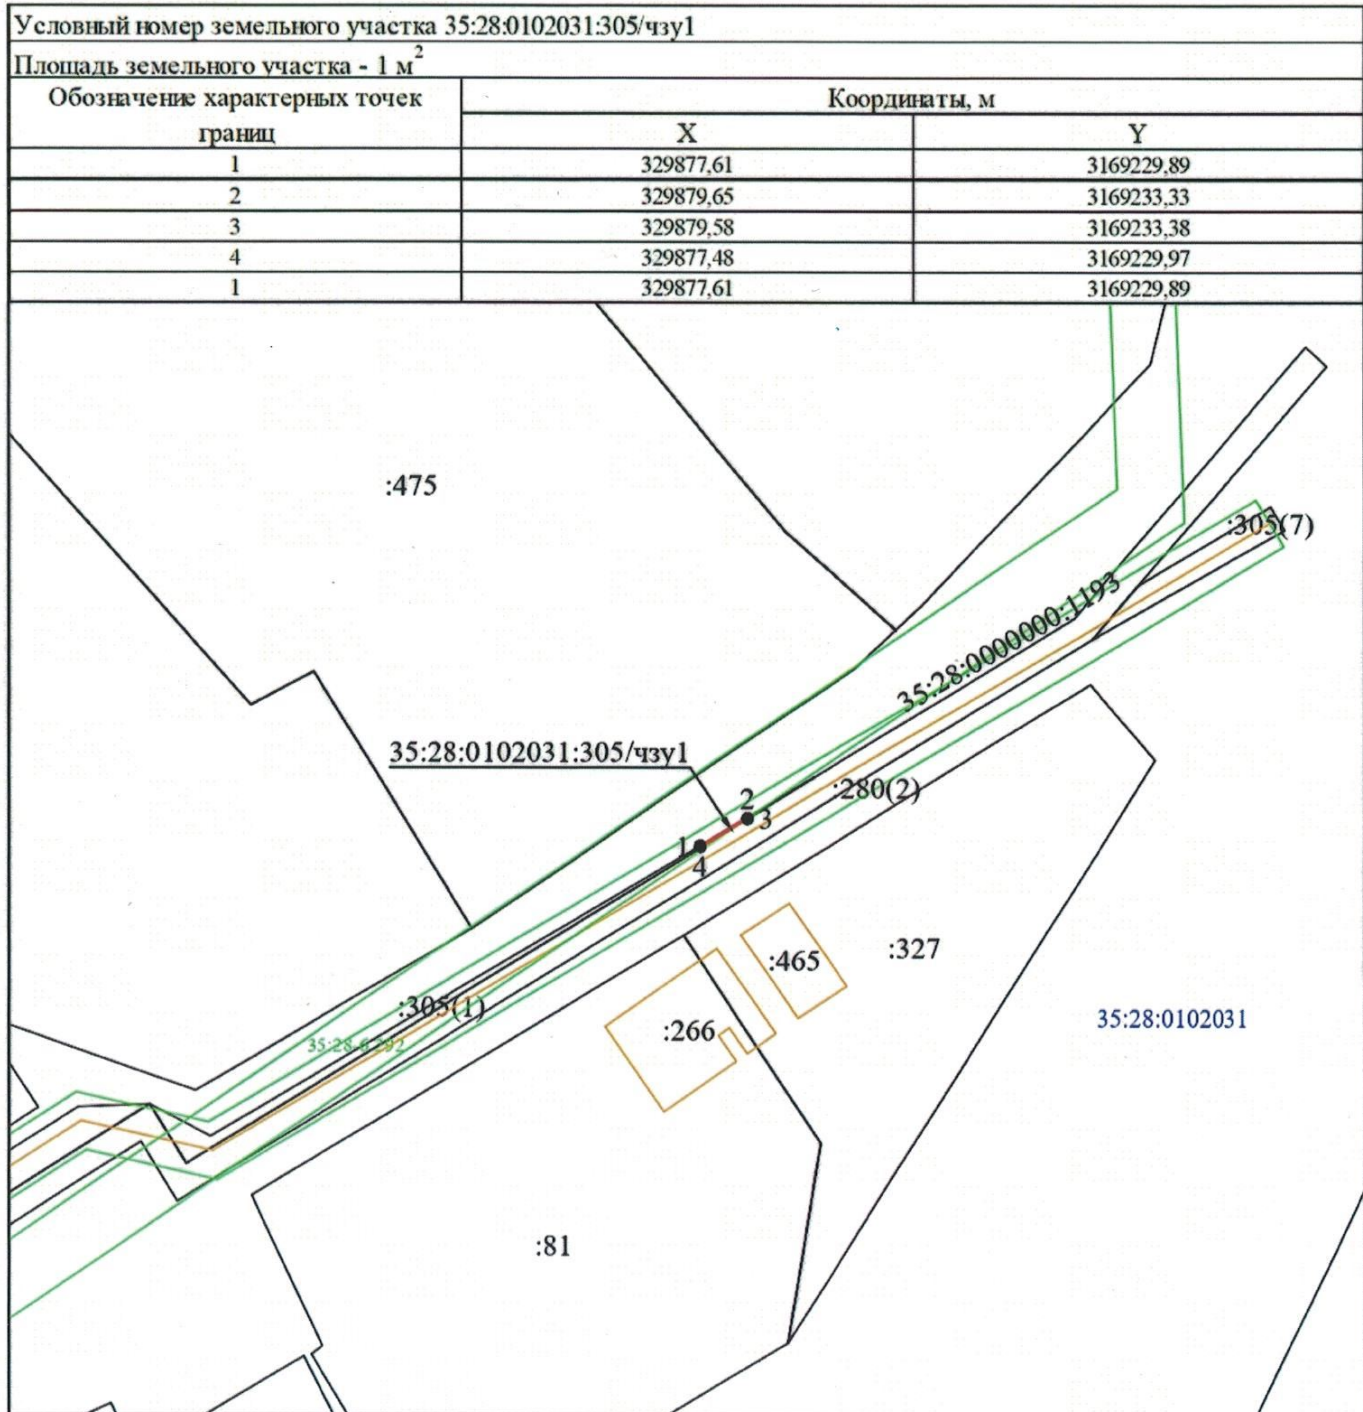 Условный номер земельного участка 35:28:0102031:305/чзу1
Площадь земельного участка - 1 м²
Обозначение характерных точек границ
Координаты, м
X Y
1 329877,61 3169229,89
2 329879,65 3169233,33
3 329879,58 3169233,38
4 329877,48 3169229,97
1 329877,61 3169229,89
:475
:305(7)
35:28:0000000:1193
35:28:0102031:305/чзу1
:280(2)
2
3
1
4
:465
:327
:305(1)
:266
35:28:0102031
:81